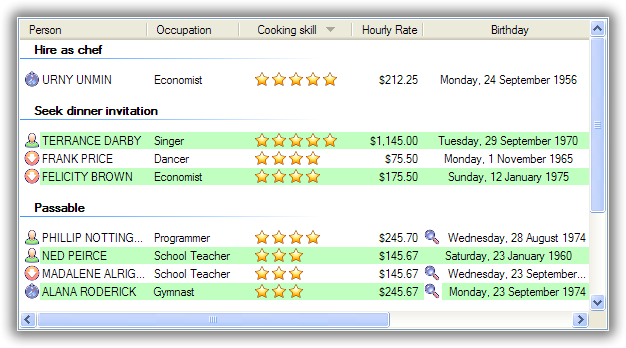 Person Occupation Cooking skill Hourly Rate Birthday
Hire as chef
URNY UNMIN Economist $212.25 Monday, 24 September 1956
Seek dinner invitation
TERRANCE DARBY Singer $1,145.00 Tuesday, 29 September 1970
FRANK PRICE Dancer $75.50 Monday, 1 November 1965
FELICITY BROWN Economist $175.50 Sunday, 12 January 1975
Passable
PHILLIP NOTTING... Programmer $245.70 Wednesday, 28 August 1974
NED PEIRCE School Teacher $145.67 Saturday, 23 January 1960
MADALENE ALRIG... School Teacher $145.67 Wednesday, 23 September...
ALANA RODERICK Gymnast $245.67 Monday, 23 September 1974